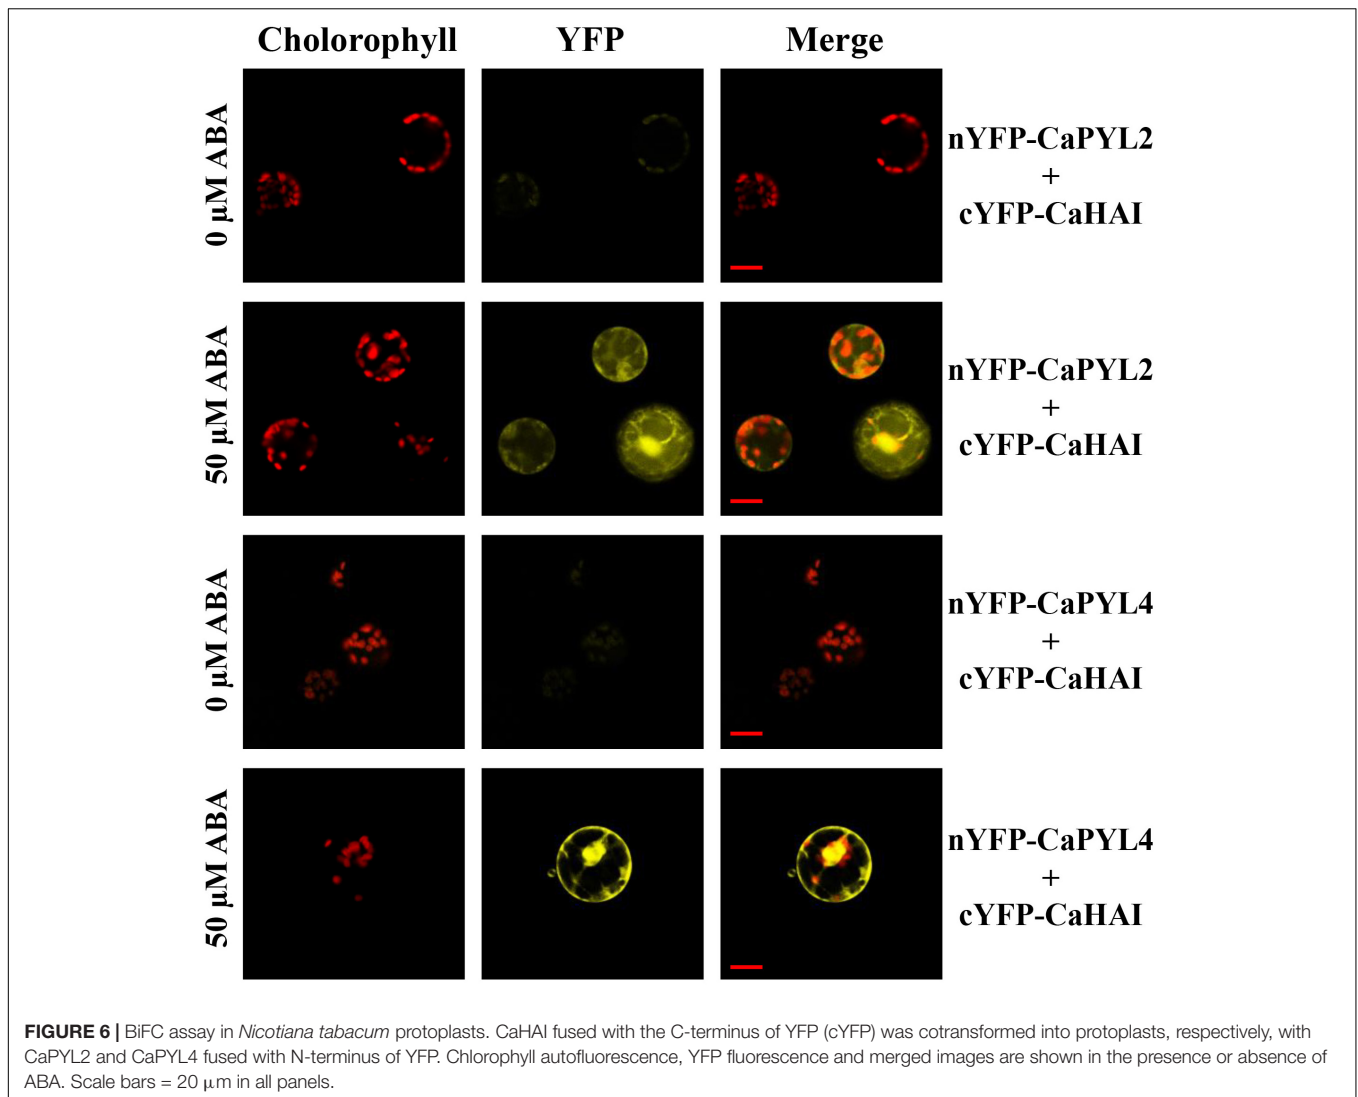 Cholorophyll YFP Merge
0 μM ABA
nYFP-CaPYL2
+
cYFP-CaHAI
50 μM ABA
nYFP-CaPYL2
+
cYFP-CaHAI
0 μM ABA
nYFP-CaPYL4
+
cYFP-CaHAI
50 μM ABA
nYFP-CaPYL4
+
cYFP-CaHAI
FIGURE 6 | BiFC assay in Nicotiana tabacum protoplasts. CaHAI fused with the C-terminus of YFP (cYFP) was cotransformed into protoplasts, respectively, with
CaPYL2 and CaPYL4 fused with N-terminus of YFP. Chlorophyll autofluorescence, YFP fluorescence and merged images are shown in the presence or absence of
ABA. Scale bars = 20 μm in all panels.